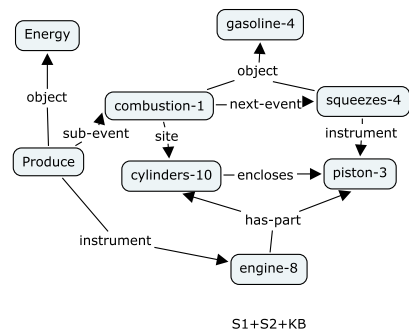 gasoline-4
Energy
object
object
combustion-1
next-event
squeezes-4
sub-event
site
instrument
Produce
cylinders-10
encloses
piston-3
has-part
instrument
engine-8
S1+S2+KB